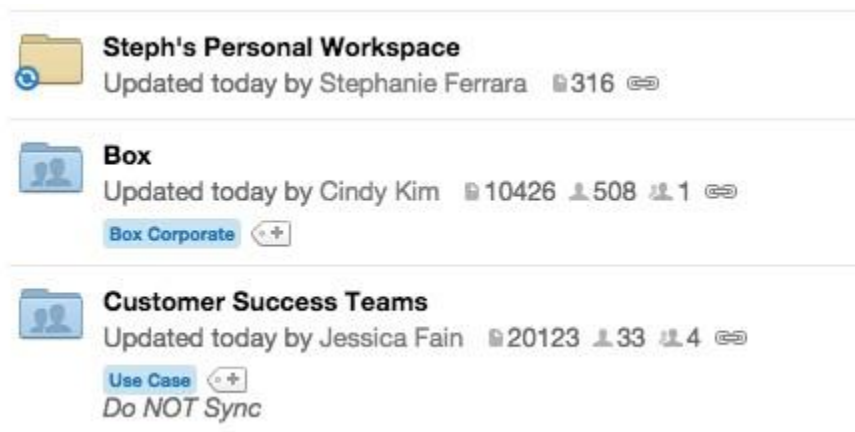 Steph's Personal Workspace
Updated today by Stephanie Ferrara 316
Box
Updated today by Cindy Kim 10426 508 1
Box Corporate +
Customer Success Teams
Updated today by Jessica Fain 20123 33 4
Use Case +
Do NOT Sync